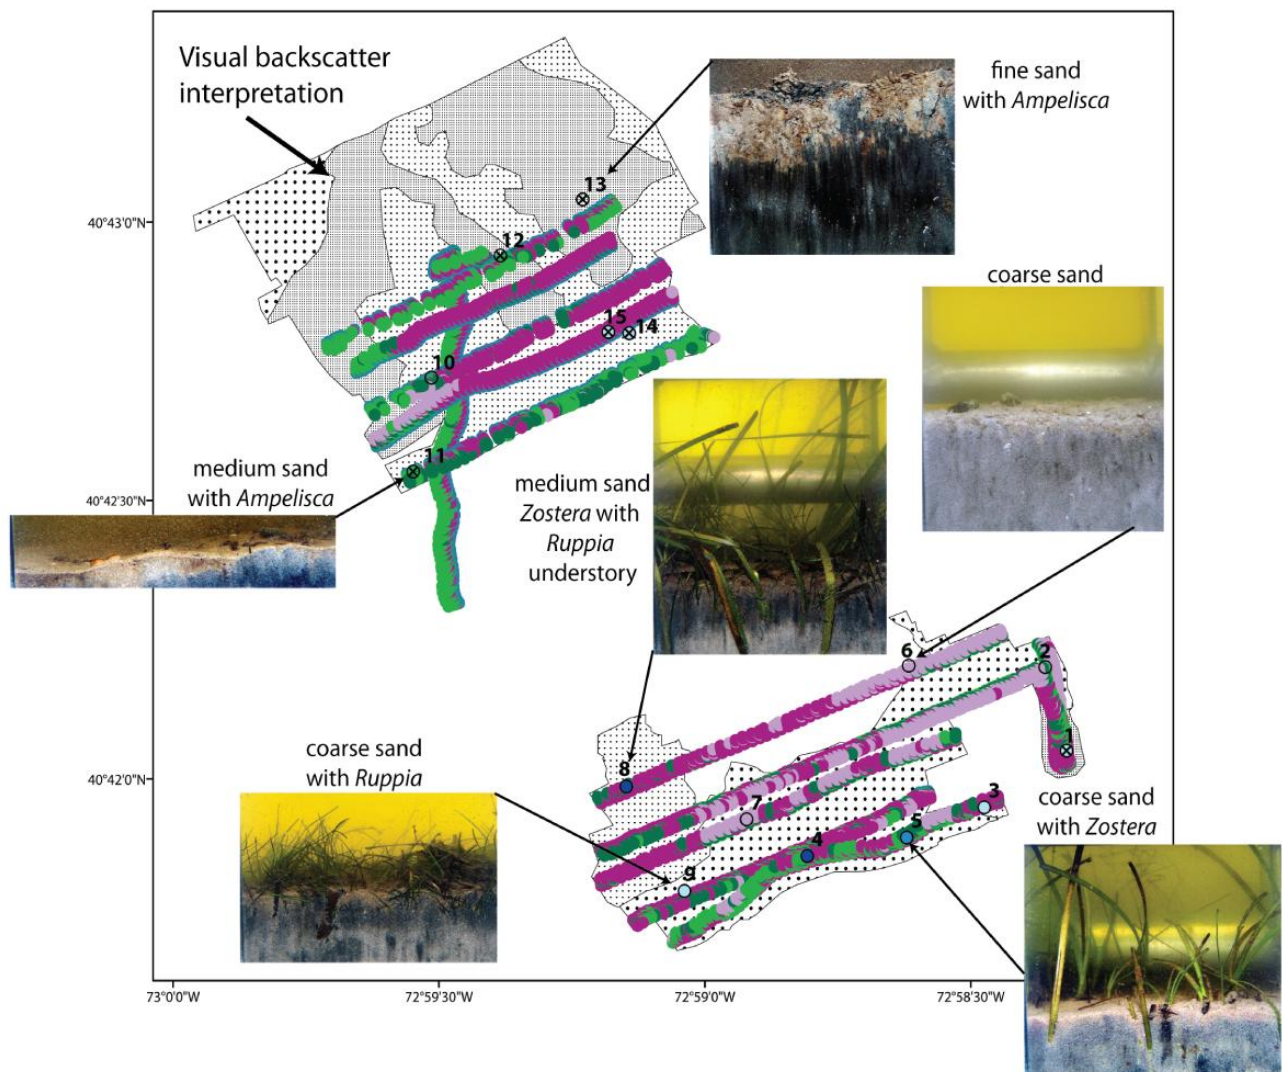 Visual backscatter
interpretation
fine sand
with Ampelisca
13
40°43'0"N
12
coarse sand
15
14
10
11
medium sand
with Ampelisca
40°42'30"N
medium sand
Zostera with
Ruppia
understory
6
2
1
8
40°42'0"N
coarse sand
with Ruppia
7
3
coarse sand
with Zostera
5
4
9
73°0'0"W
72°59'30"W
72°59'0"W
72°58'30"W